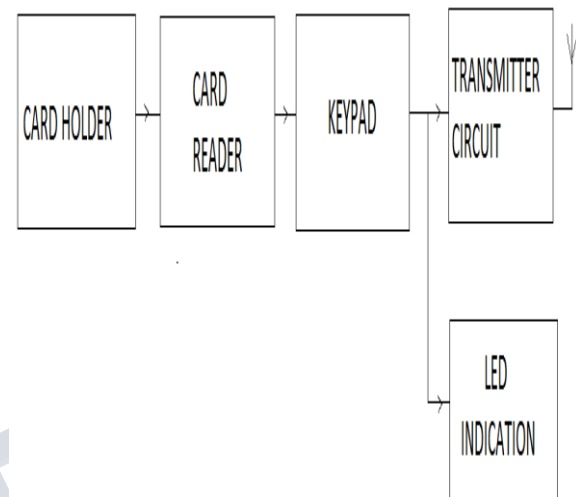 CARD HOLDER
CARD
READER
KEYPAD
TRANSMITTER
CIRCUIT
LED
INDICATION